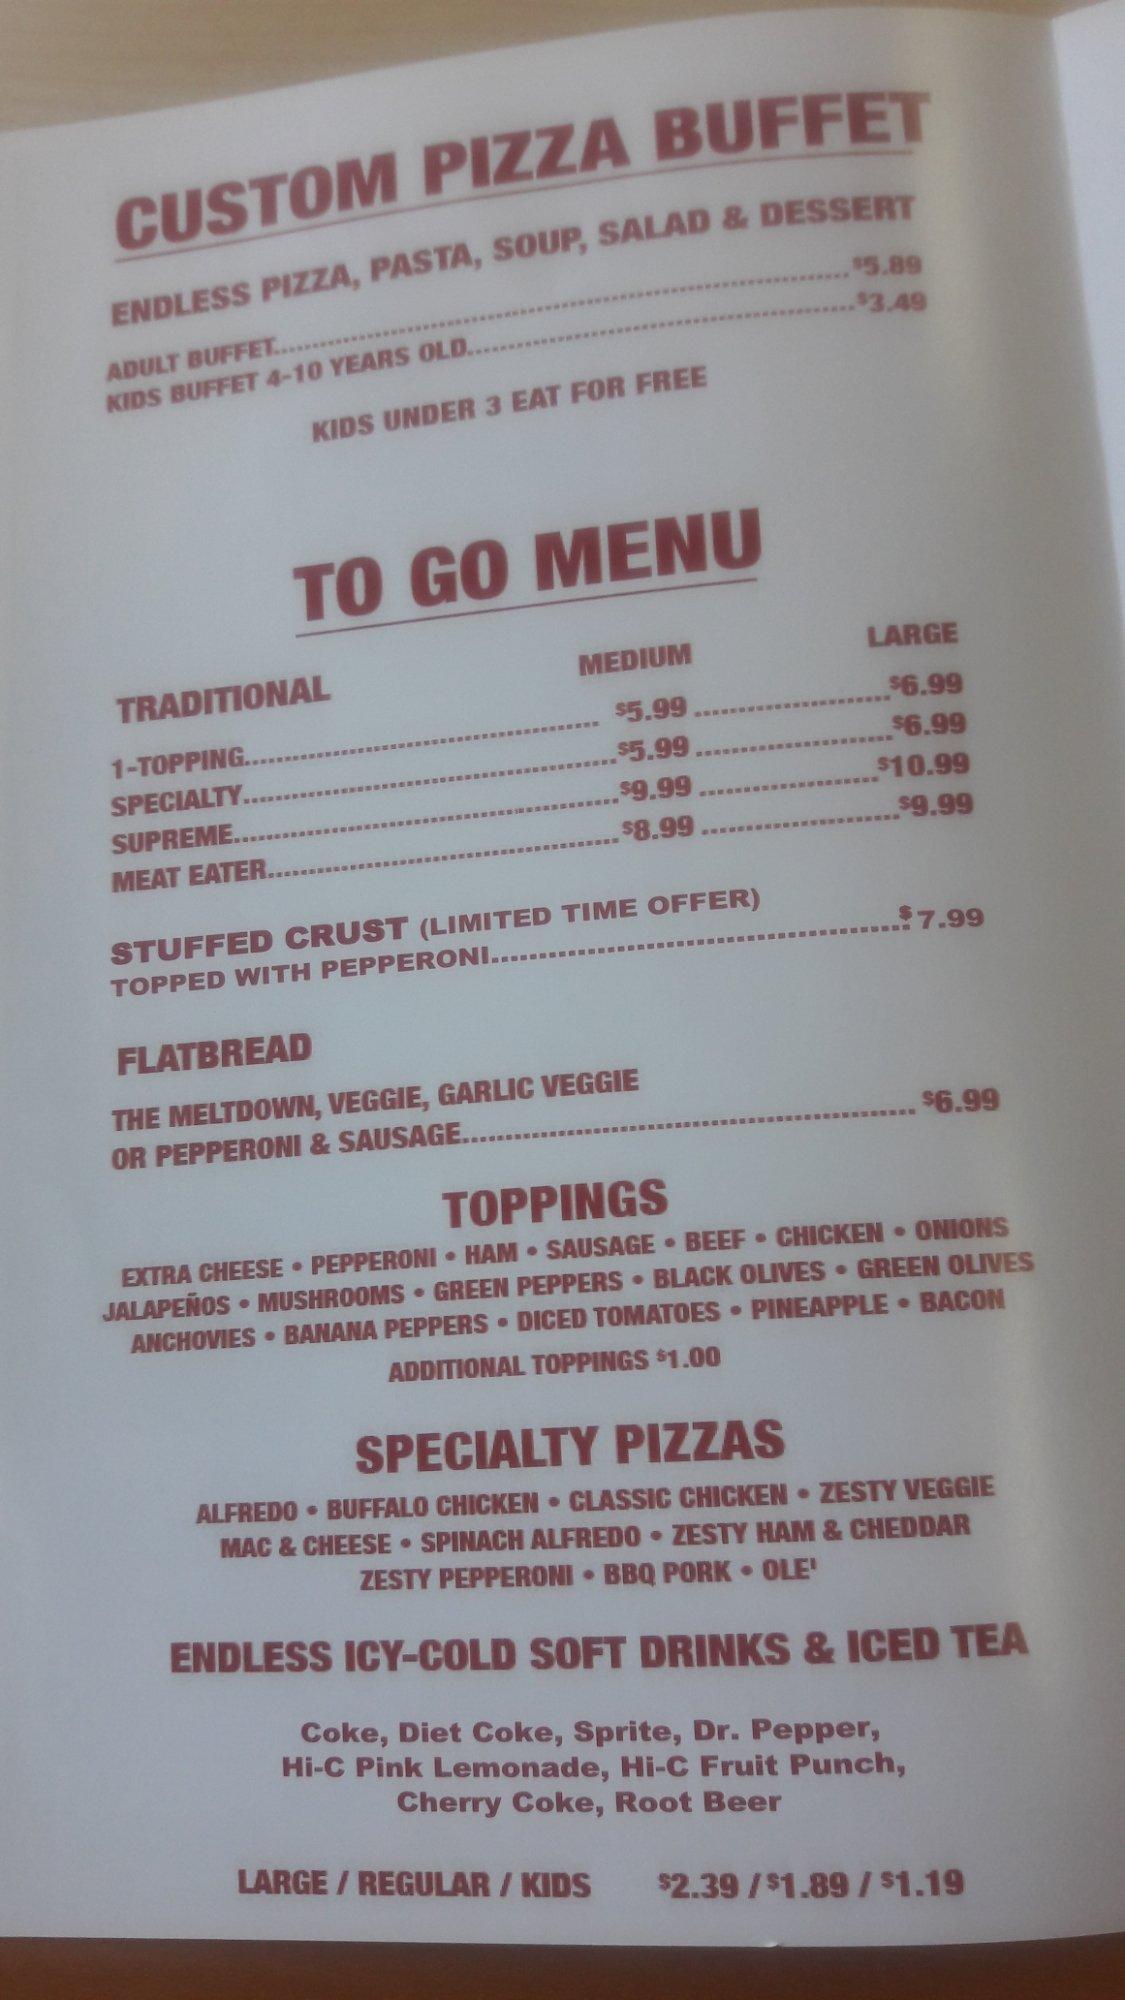 CUSTOM PIZZA BUFFET
ENDLESS PIZZA, PASTA, SOUP, SALAD & DESSERT
ADULT BUFFET $5.89
KIDS BUFFET 4-10 YEARS OLD $3.49
KIDS UNDER 3 EAT FOR FREE
TO GO MENU
TRADITIONAL MEDIUM LARGE
1-TOPPING $5.99 $6.99
SPECIALTY $5.99 $6.99
SUPREME $9.99 $10.99
MEAT EATER $8.99 $9.99
STUFFED CRUST (LIMITED TIME OFFER)
TOPPED WITH PEPPERONI $7.99
FLATBREAD
THE MELTDOWN, VEGGIE, GARLIC VEGGIE
OR PEPPERONI & SAUSAGE $6.99
TOPPINGS
EXTRA CHEESE • PEPPERONI • HAM • SAUSAGE • BEEF • CHICKEN • ONIONS
JALAPEÑOS • MUSHROOMS • GREEN PEPPERS • BLACK OLIVES • GREEN OLIVES
ANCHOVIES • BANANA PEPPERS • DICED TOMATOES • PINEAPPLE • BACON
ADDITIONAL TOPPINGS $1.00
SPECIALTY PIZZAS
ALFREDO • BUFFALO CHICKEN • CLASSIC CHICKEN • ZESTY VEGGIE
MAC & CHEESE • SPINACH ALFREDO • ZESTY HAM & CHEDDAR
ZESTY PEPPERONI • BBQ PORK • OLE'
ENDLESS ICY-COLD SOFT DRINKS & ICED TEA
Coke, Diet Coke, Sprite, Dr. Pepper,
Hi-C Pink Lemonade, Hi-C Fruit Punch,
Cherry Coke, Root Beer
LARGE / REGULAR / KIDS $2.39 / $1.89 / $1.19